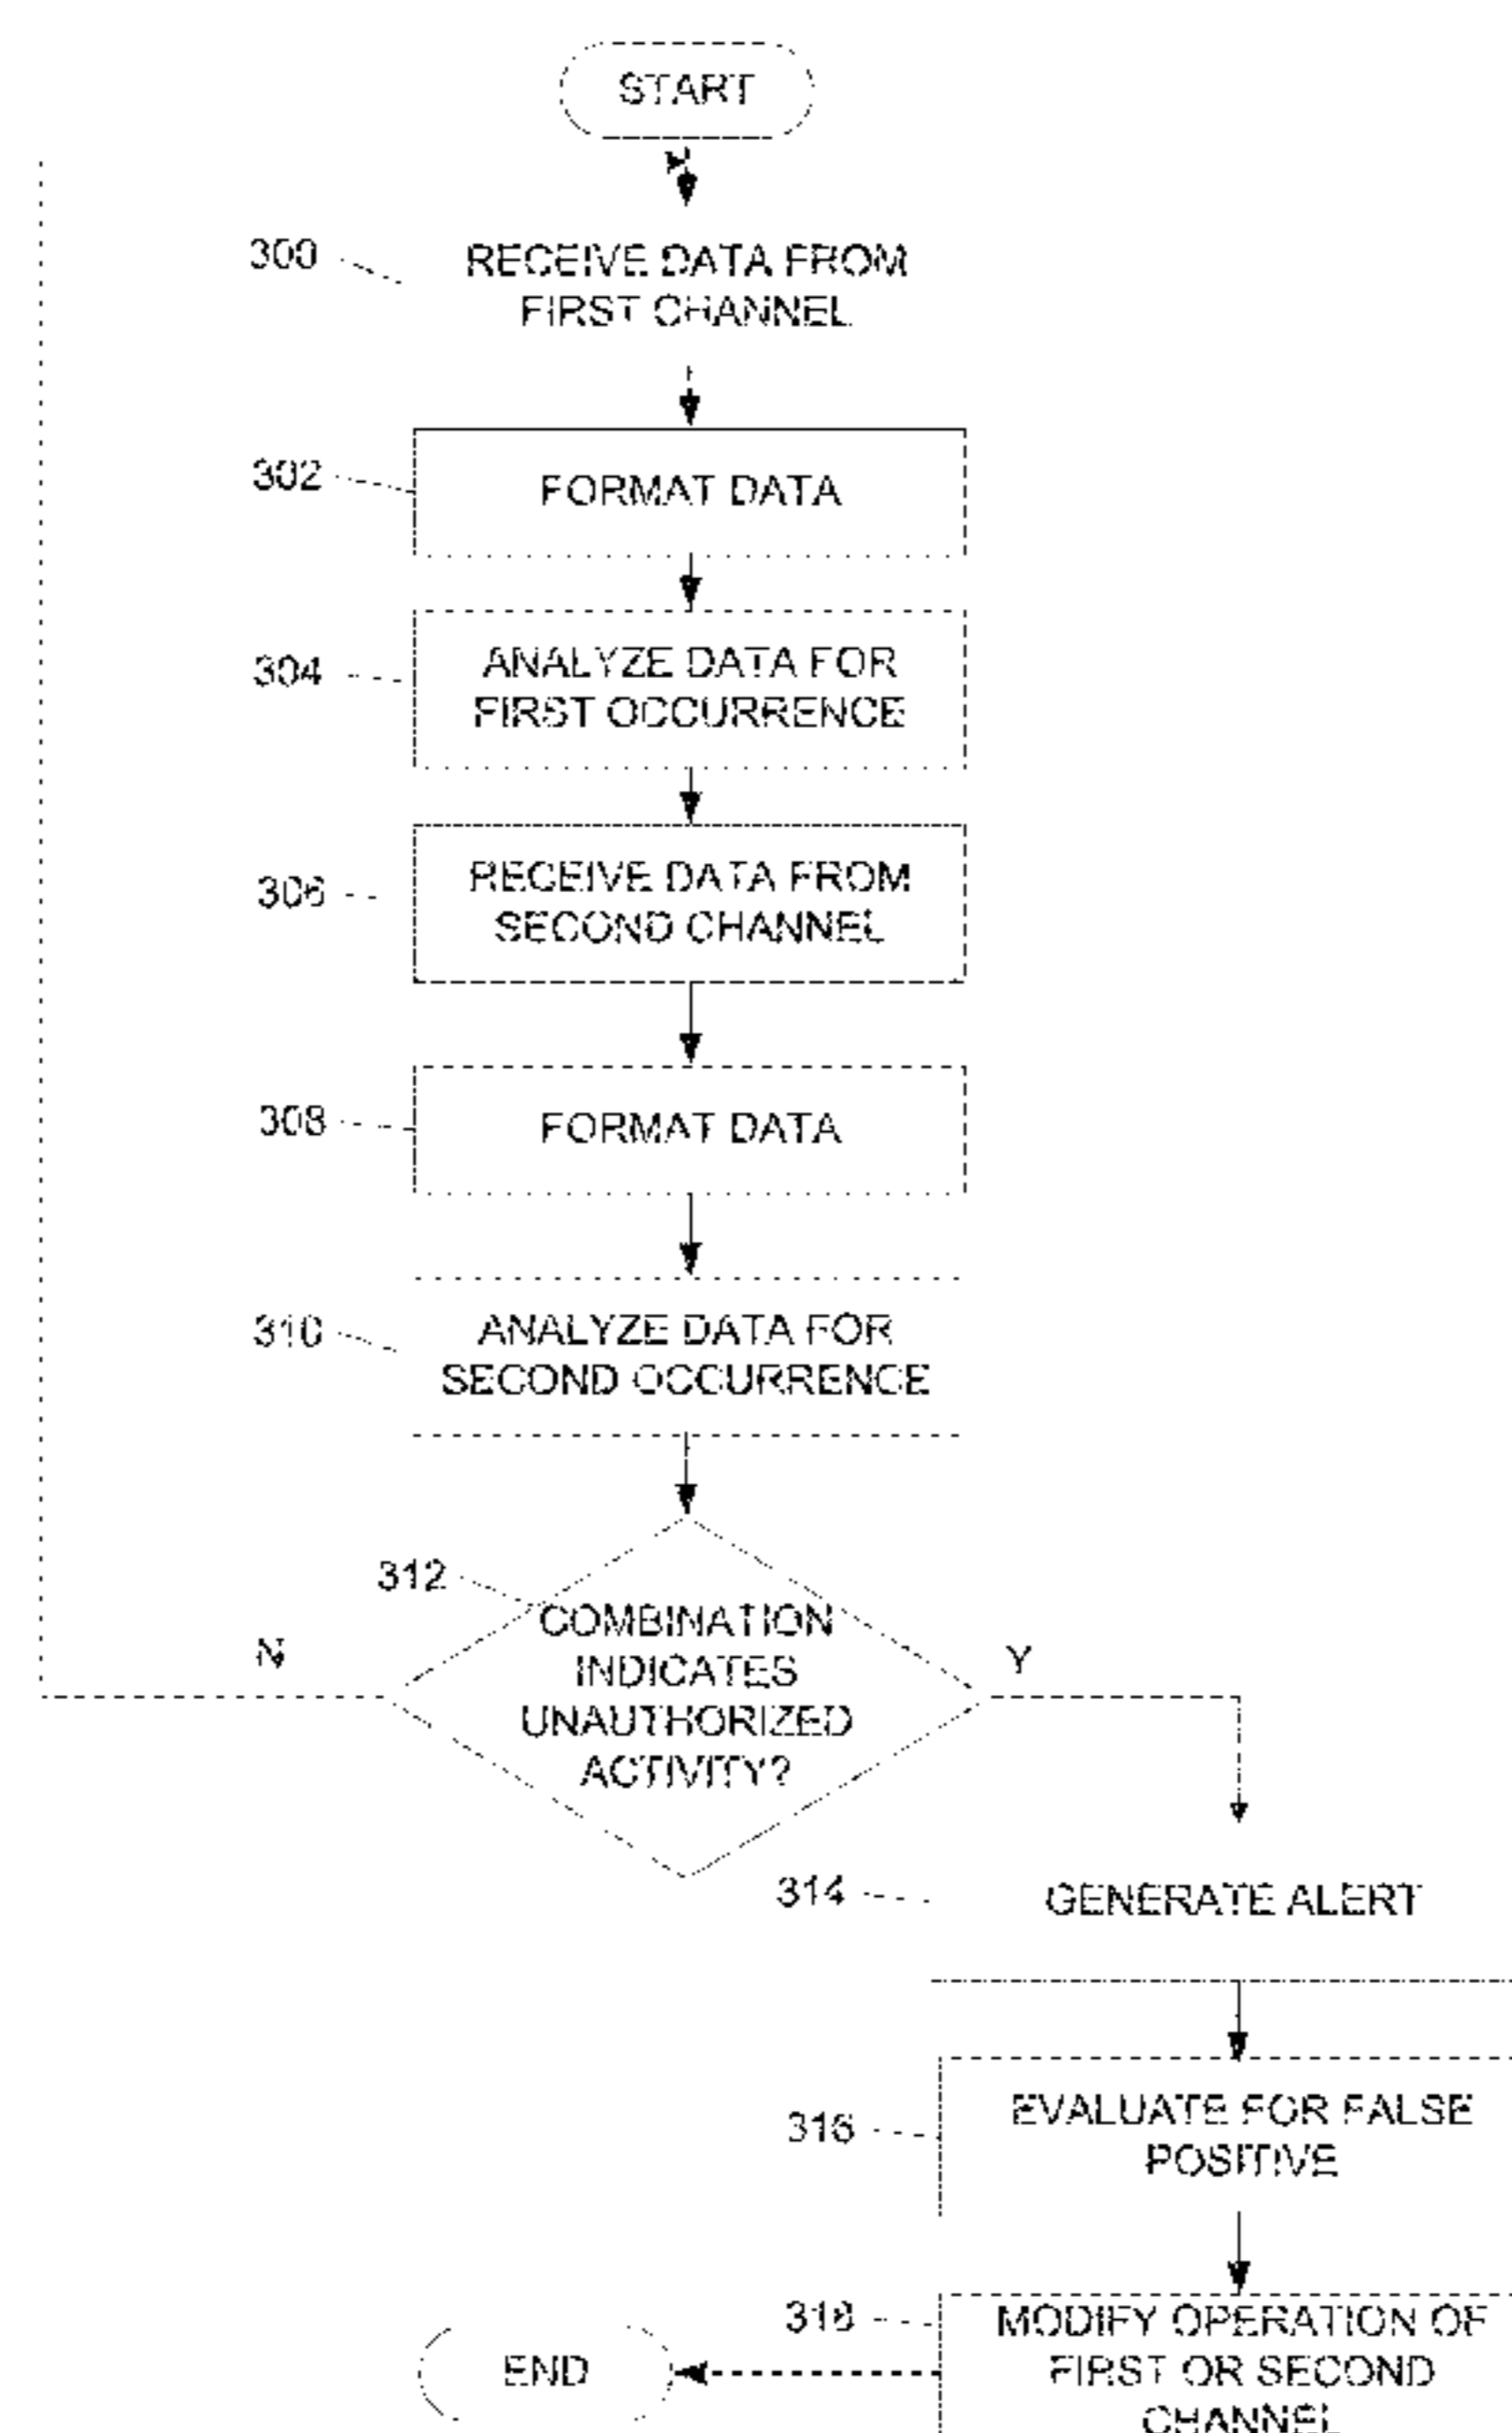 START
300
RECEIVE DATA FROM
FIRST CHANNEL
302
FORMAT DATA
304
ANALYZE DATA FOR
FIRST OCCURRENCE
306
RECEIVE DATA FROM
SECOND CHANNEL
308
FORMAT DATA
310
ANALYZE DATA FOR
SECOND OCCURRENCE
312
COMBINATION
INDICATES
UNAUTHORIZED
ACTIVITY?
N
Y
314
GENERATE ALERT
316
EVALUATE FOR FALSE
POSITIVE
318
MODIFY OPERATION OF
FIRST OR SECOND
CHANNEL
END